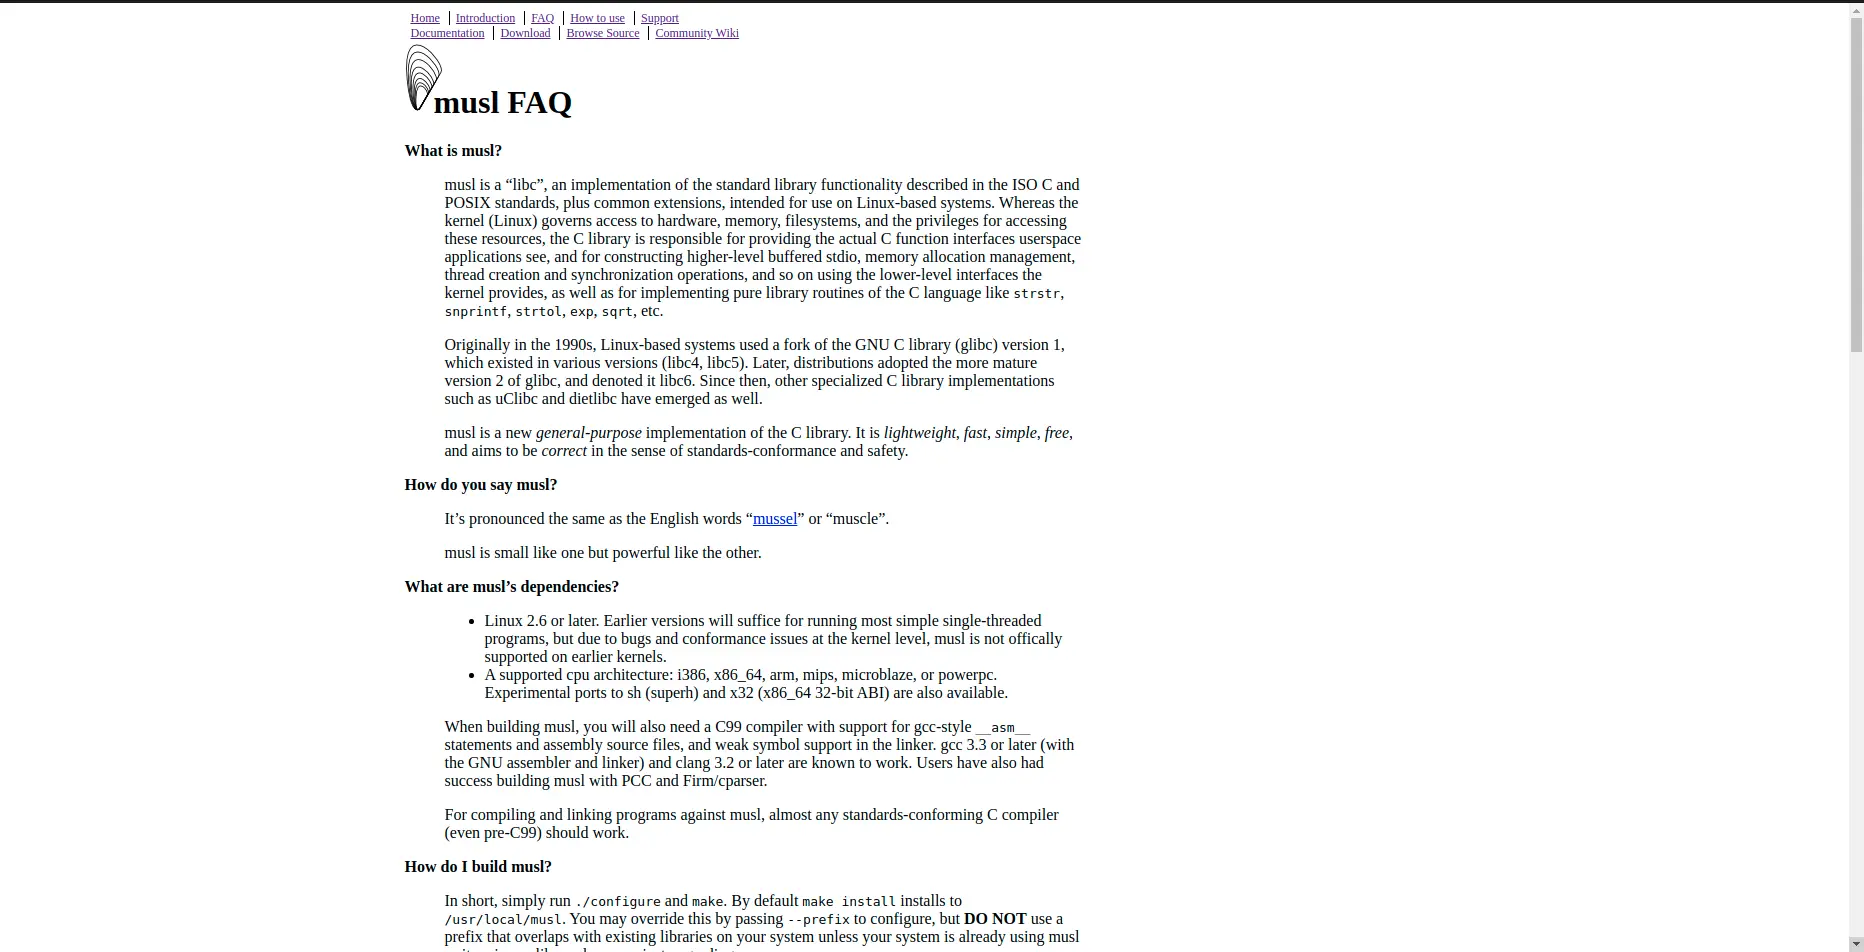 Home | Introduction | FAQ | How to use | Support
Documentation | Download | Browse Source | Community Wiki
musl FAQ
What is musl?
musl is a “libc”, an implementation of the standard library functionality described in the ISO C and
POSIX standards, plus common extensions, intended for use on Linux-based systems. Whereas the
kernel (Linux) governs access to hardware, memory, filesystems, and the privileges for accessing
these resources, the C library is responsible for providing the actual C function interfaces userspace
applications see, and for constructing higher-level buffered stdio, memory allocation management,
thread creation and synchronization operations, and so on using the lower-level interfaces the
kernel provides, as well as for implementing pure library routines of the C language like strstr,
snprintf, strtol, exp, sqrt, etc.
Originally in the 1990s, Linux-based systems used a fork of the GNU C library (glibc) version 1,
which existed in various versions (libc4, libc5). Later, distributions adopted the more mature
version 2 of glibc, and denoted it libc6. Since then, other specialized C library implementations
such as uClibc and dietlibc have emerged as well.
musl is a new general-purpose implementation of the C library. It is lightweight, fast, simple, free,
and aims to be correct in the sense of standards-conformance and safety.
How do you say musl?
It’s pronounced the same as the English words “mussel” or “muscle”.
musl is small like one but powerful like the other.
What are musl’s dependencies?
• Linux 2.6 or later. Earlier versions will suffice for running most simple single-threaded
programs, but due to bugs and conformance issues at the kernel level, musl is not offically
supported on earlier kernels.
• A supported cpu architecture: i386, x86_64, arm, mips, microblaze, or powerpc.
Experimental ports to sh (superh) and x32 (x86_64 32-bit ABI) are also available.
When building musl, you will also need a C99 compiler with support for gcc-style __asm__
statements and assembly source files, and weak symbol support in the linker. gcc 3.3 or later (with
the GNU assembler and linker) and clang 3.2 or later are known to work. Users have also had
success building musl with PCC and Firm/cparser.
For compiling and linking programs against musl, almost any standards-conforming C compiler
(even pre-C99) should work.
How do I build musl?
In short, simply run ./configure and make. By default make install installs to
/usr/local/musl. You may override this by passing --prefix to configure, but DO NOT use a
prefix that overlaps with existing libraries on your system unless your system is already using musl